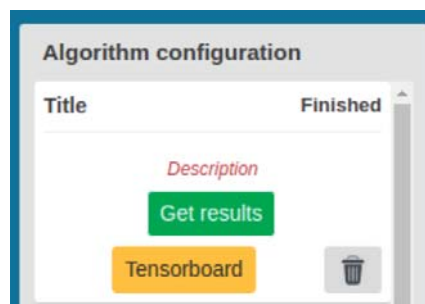 Algorithm configuration
Title Finished
Description
Get results
Tensorboard